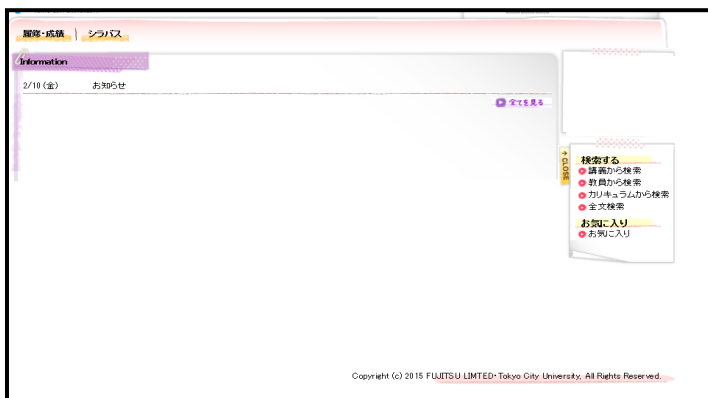 履修・成績
シラバス
Information
2/10 (金) お知らせ
全てを見る
↑ CLOSE
検索する
講義から検索
教員から検索
カリキュラムから検索
全文検索
お気に入り
お気に入り
Copyright (c) 2015 FUJITSU LIMTED・Tokyo City University, All Rights Reserved.